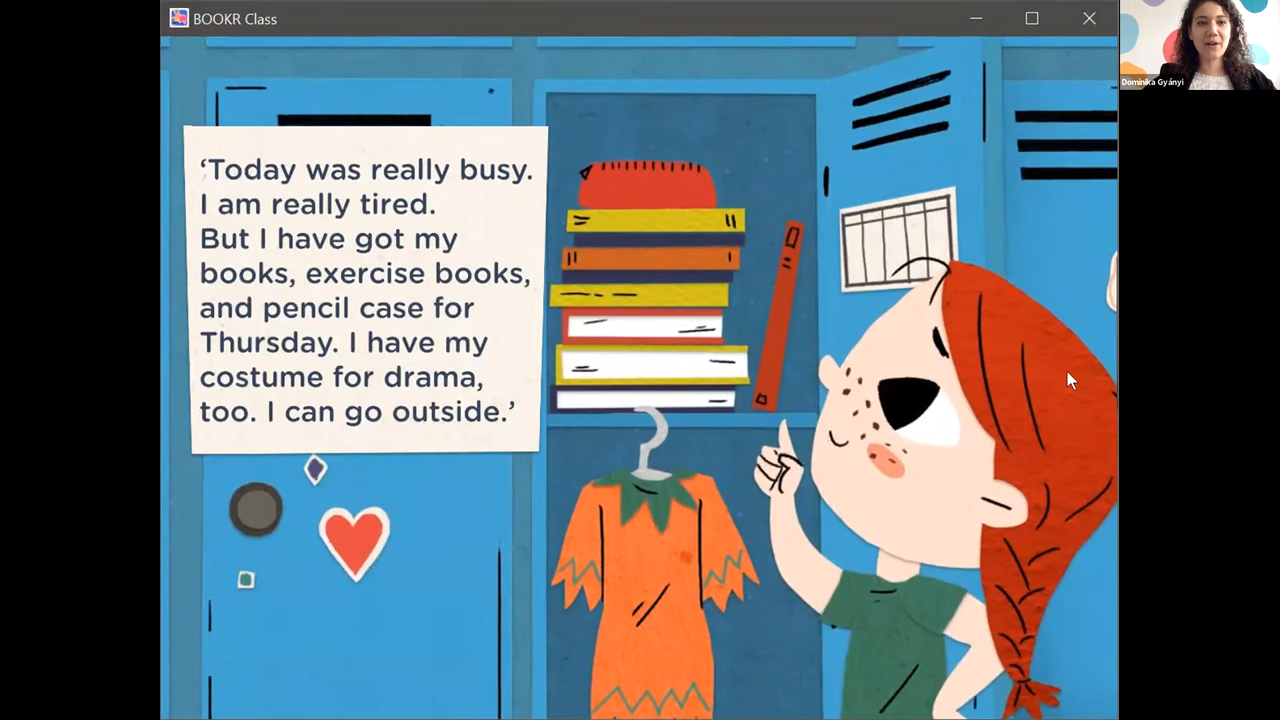 BOOKR Class
Dominika Gyányi
‘Today was really busy.
I am really tired.
But I have got my
books, exercise books,
and pencil case for
Thursday. I have my
costume for drama,
too. I can go outside.’